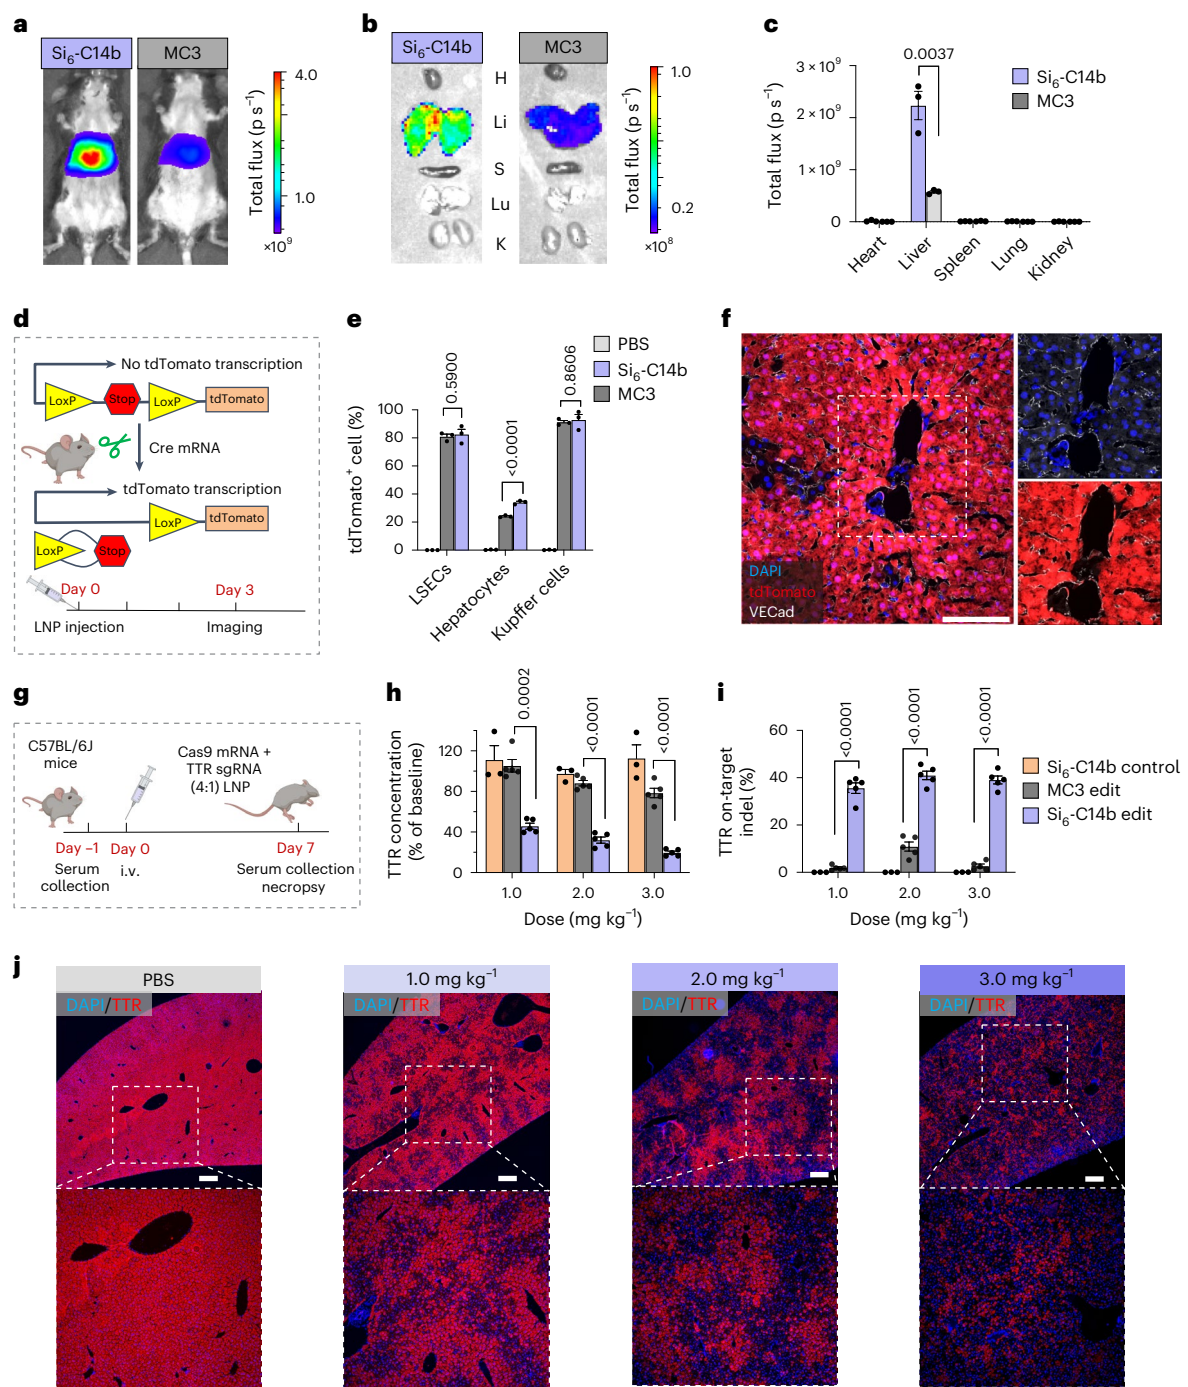 a
Si6-C14b
MC3
Total flux (p s−1)
4.0
1.0
×10⁹
b
Si6-C14b
MC3
H
Li
S
Lu
K
Total flux (p s−1)
1.0
0.2
×10⁸
c
0.0037
Total flux (p s−1)
3 × 10⁹
2 × 10⁹
1 × 10⁹
0
Heart
Liver
Spleen
Lung
Kidney
Si6-C14b
MC3
d
No tdTomato transcription
LoxP
Stop
LoxP
tdTomato
Cre mRNA
tdTomato transcription
LoxP
tdTomato
LoxP
Stop
Day 0
Day 3
LNP injection
Imaging
e
PBS
Si6-C14b
MC3
0.5900
<0.0001
0.8606
tdTomato+ cell (%)
100
80
60
40
20
0
LSECs
Hepatocytes
Kupffer cells
f
DAPI
tdTomato
VECad
g
C57BL/6J
mice
Cas9 mRNA +
TTR sgRNA
(4:1) LNP
Day −1
Day 0
Day 7
Serum
collection
i.v.
Serum collection
necropsy
h
0.0002
<0.0001
<0.0001
TTR concentration
(% of baseline)
120
80
40
0
1.0
2.0
3.0
Dose (mg kg−1)
i
<0.0001
<0.0001
<0.0001
TTR on-target
indel (%)
60
40
20
0
1.0
2.0
3.0
Dose (mg kg−1)
Si6-C14b control
MC3 edit
Si6-C14b edit
j
PBS
1.0 mg kg−1
2.0 mg kg−1
3.0 mg kg−1
DAPI/TTR
DAPI/TTR
DAPI/TTR
DAPI/TTR